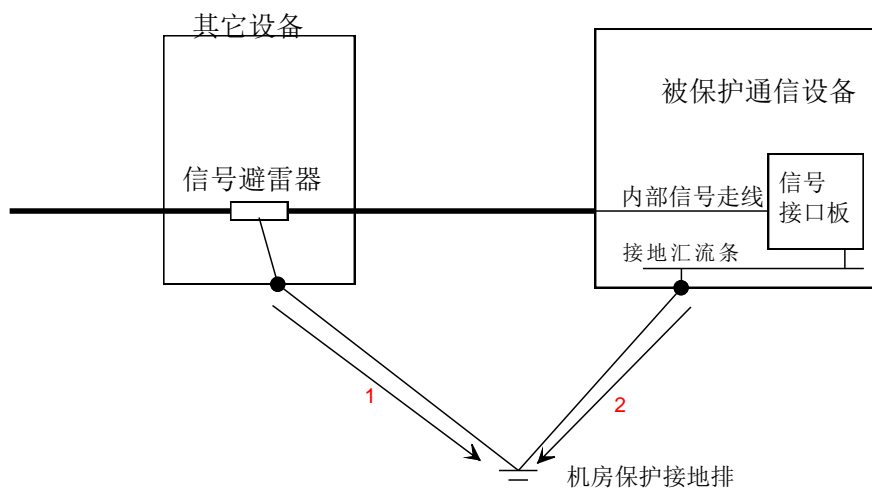 其它设备
被保护通信设备
信号避雷器
内部信号走线
信号
接口板
接地汇流条
1
2
机房保护接地排